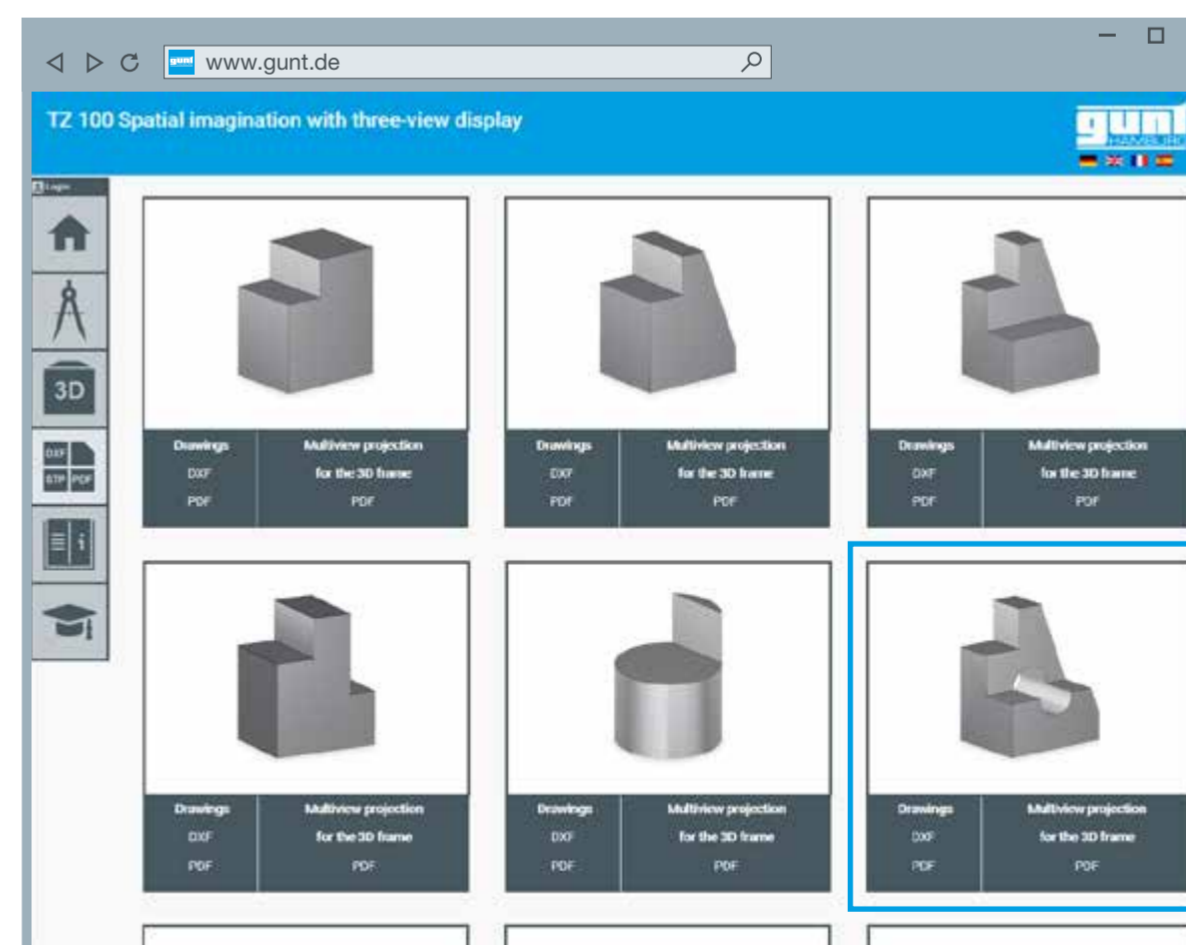 gunt www.gunt.de
TZ 100 Spatial imagination with three-view display
gunt
HAMBURG
Login
3D
DXF
STP PDF
i
Drawings Multiview projection
DXF for the 3D frame
PDF PDF
Drawings Multiview projection
DXF for the 3D frame
PDF PDF
Drawings Multiview projection
DXF for the 3D frame
PDF PDF
Drawings Multiview projection
DXF for the 3D frame
PDF PDF
Drawings Multiview projection
DXF for the 3D frame
PDF PDF
Drawings Multiview projection
DXF for the 3D frame
PDF PDF